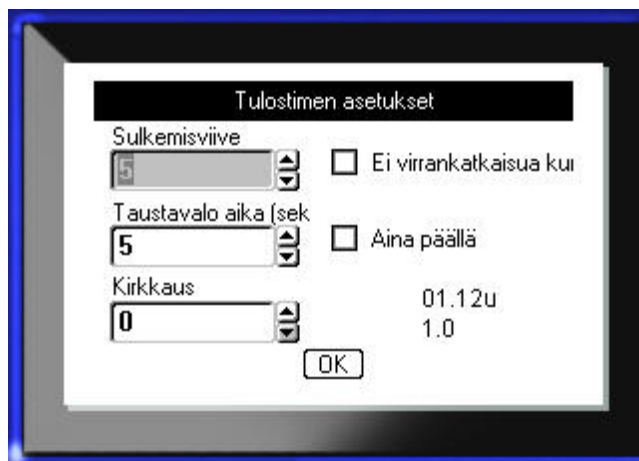 Tulostimen asetukset
Sulkemisviive
5
Ei virrankatkaisua kui
Taustavalo aika (sek
5
Aina päällä
Kirkkaus
0
01.12u
1.0
OK